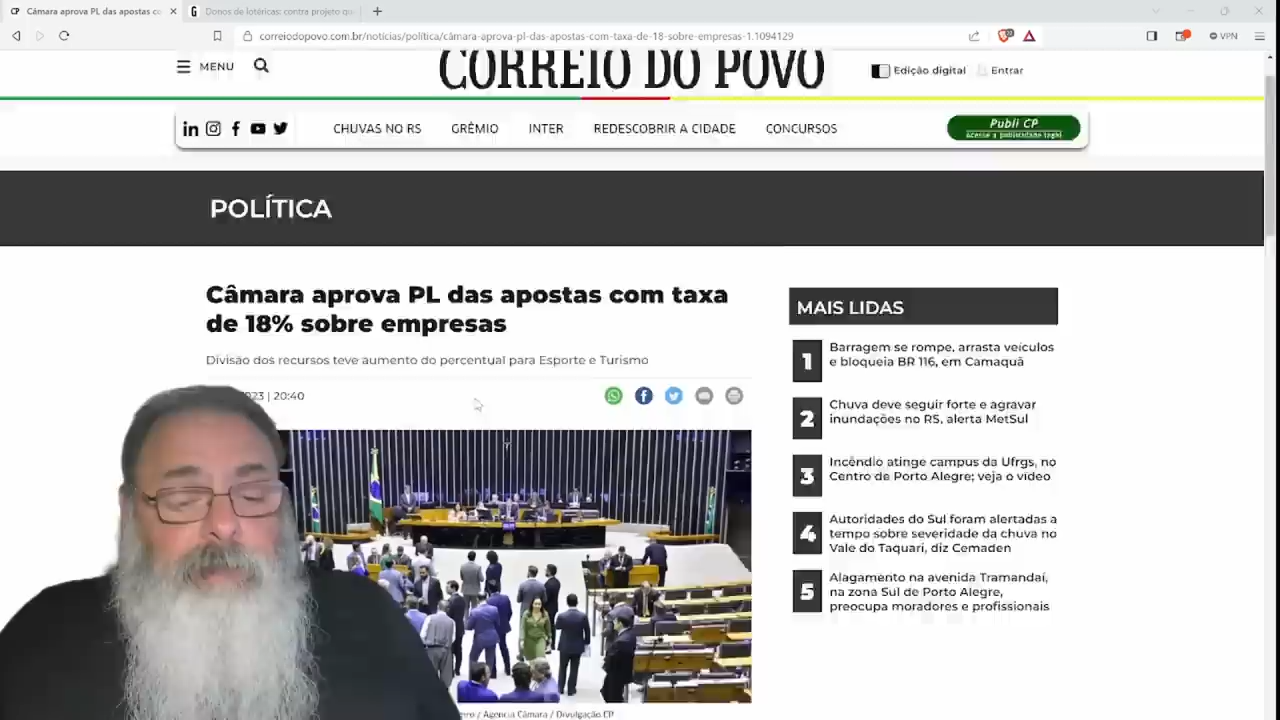 Câmara aprova PL das apostas co
Donos de lotéricas: contra projeto qu
correiodopovo.com.br/notícias/política/câmara-aprova-pl-das-apostas-com-taxa-de-18-sobre-empresas-1.1094129
VPN
MENU
CORREIO DO POVO
Edição digital
Entrar
CHUVAS NO RS
GRÊMIO
INTER
REDESCOBRIR A CIDADE
CONCURSOS
Publi CP
Acesse a publicidade legal
POLÍTICA
Câmara aprova PL das apostas com taxa
de 18% sobre empresas
Divisão dos recursos teve aumento do percentual para Esporte e Turismo
23 | 20:40
/ Agência Câmara / Divulgação CP
MAIS LIDAS
1
Barragem se rompe, arrasta veículos
e bloqueia BR 116, em Camaquã
2
Chuva deve seguir forte e agravar
inundações no RS, alerta MetSul
3
Incêndio atinge campus da Ufrgs, no
Centro de Porto Alegre; veja o vídeo
4
Autoridades do Sul foram alertadas a
tempo sobre severidade da chuva no
Vale do Taquari, diz Cemaden
5
Alagamento na avenida Tramandaí,
na zona Sul de Porto Alegre,
preocupa moradores e profissionais